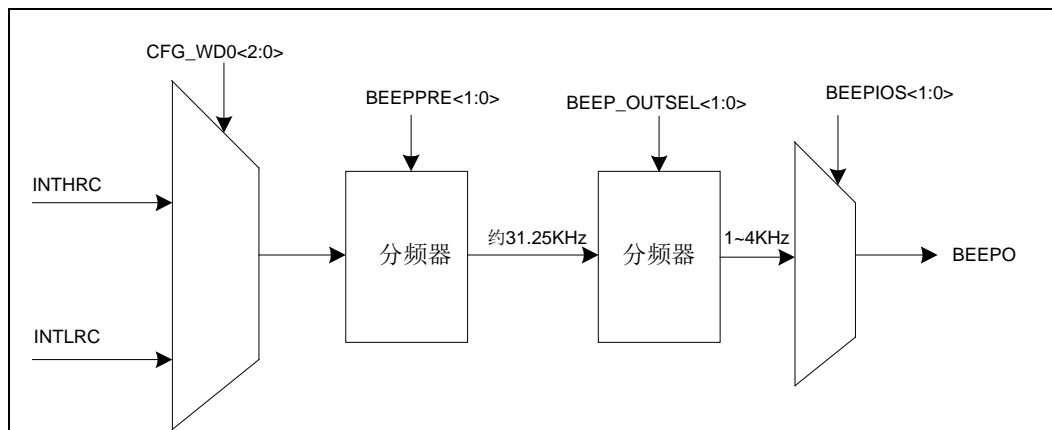 CFG_WD0<2:0>
BEEPPRE<1:0>
BEEP_OUTSEL<1:0>
BEEPIOS<1:0>
INTHRC
分频器
约31.25KHz
分频器
1~4KHz
BEEPO
INTLRC